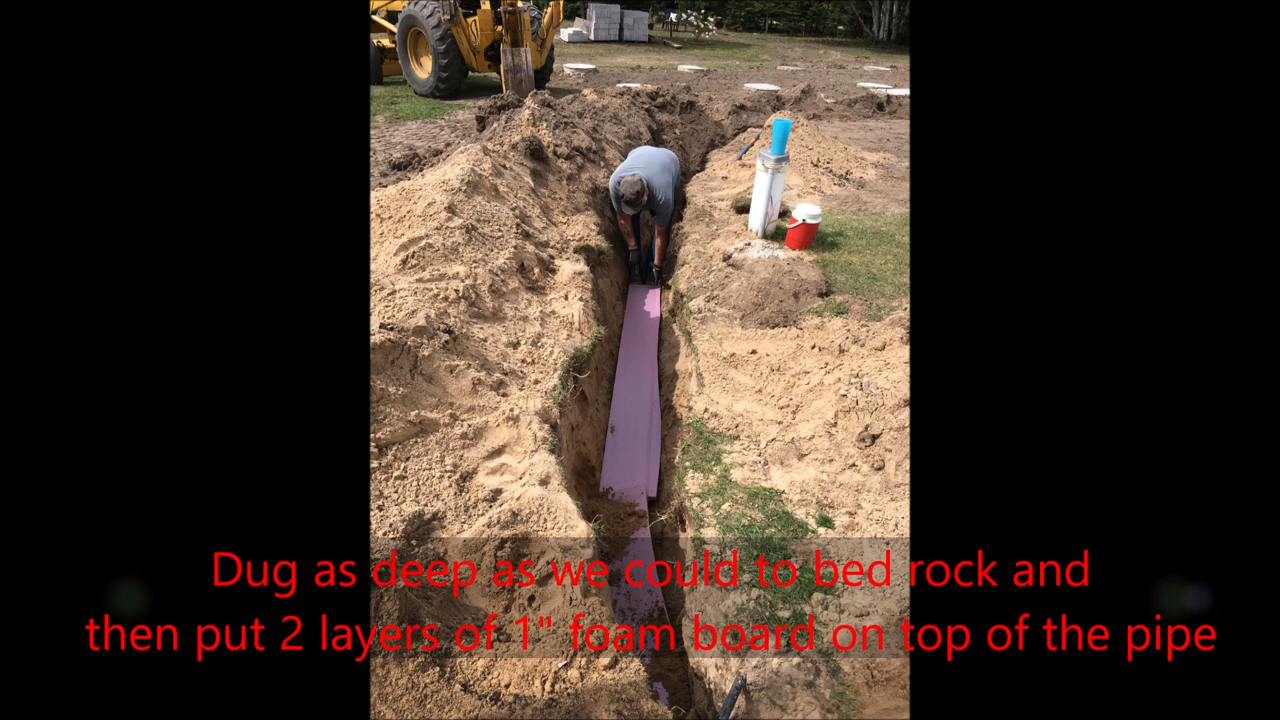 Dug as deep as we could to bed rock and
then put 2 layers of 1" foam board on top of the pipe